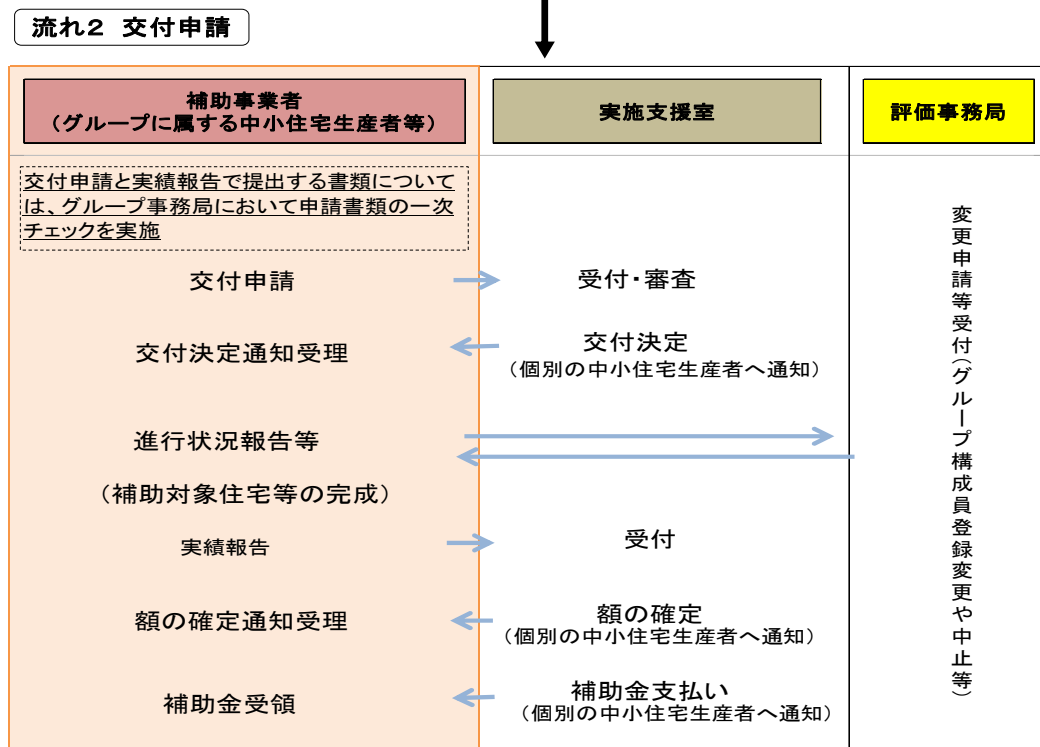 流れ２ 交付申請
補助事業者
（グループに属する中小住宅生産者等）
実施支援室
評価事務局
交付申請と実績報告で提出する書類について
は、グループ事務局において申請書類の一次
チェックを実施
交付申請
受付・審査
交付決定通知受理
交付決定
（個別の中小住宅生産者へ通知）
進行状況報告等
（補助対象住宅等の完成）
実績報告
受付
額の確定通知受理
額の確定
（個別の中小住宅生産者へ通知）
補助金受領
補助金支払い
（個別の中小住宅生産者へ通知）
変更申請等受付（グループ構成員登録変更や中止等）